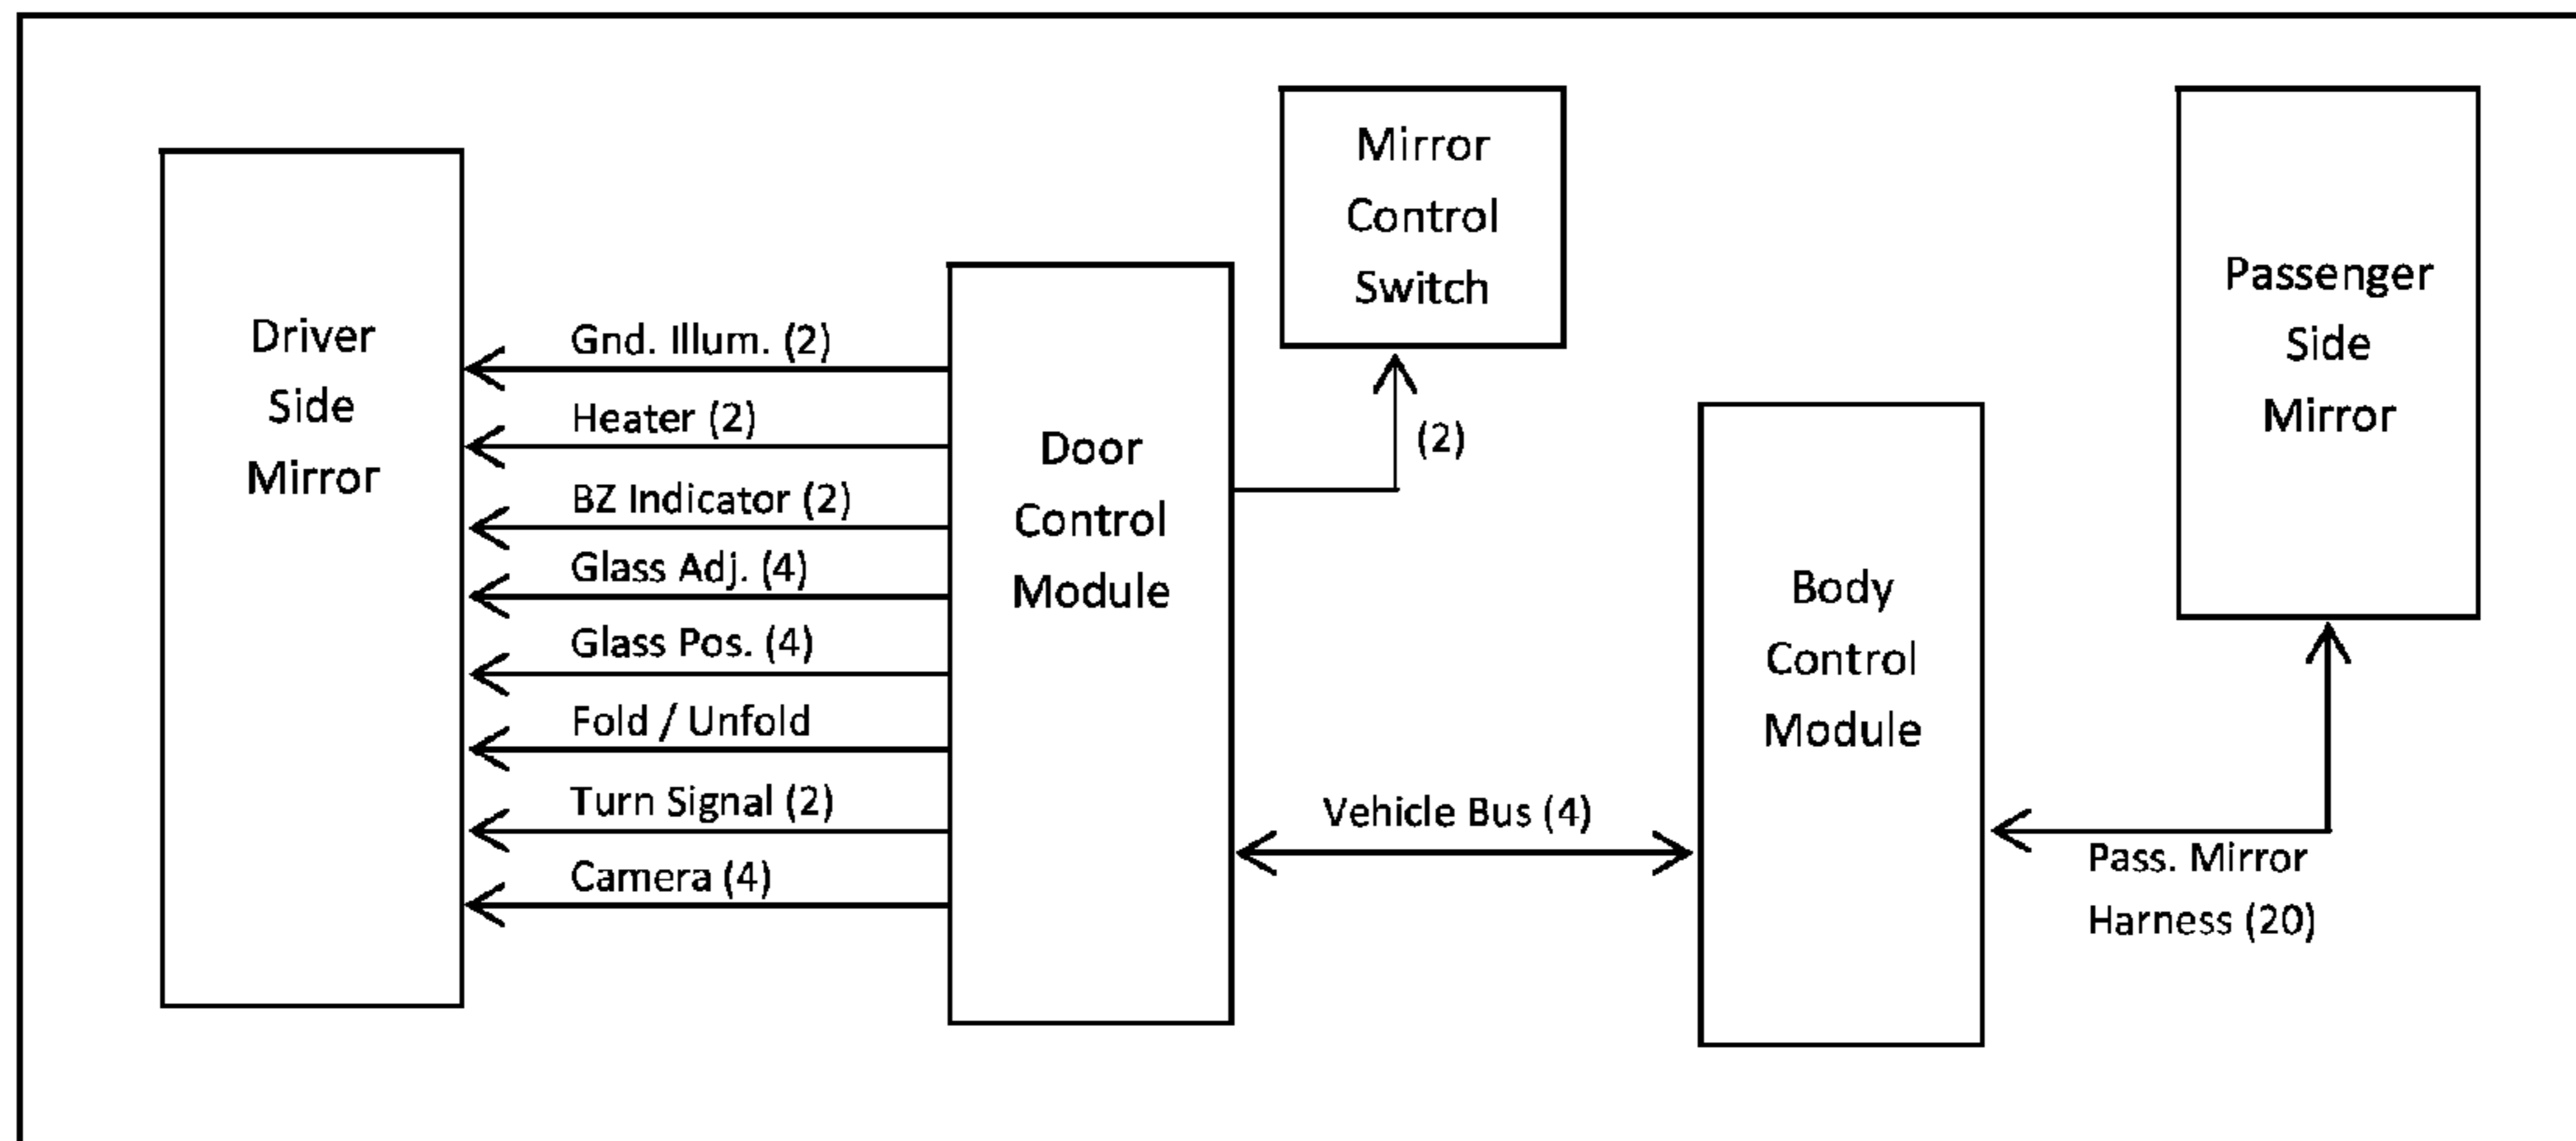 Driver
Side
Mirror
Gnd. Illum. (2)
Heater (2)
BZ Indicator (2)
Glass Adj. (4)
Glass Pos. (4)
Fold / Unfold
Turn Signal (2)
Camera (4)
Door
Control
Module
Mirror
Control
Switch
(2)
Vehicle Bus (4)
Body
Control
Module
Passenger
Side
Mirror
Pass. Mirror
Harness (20)